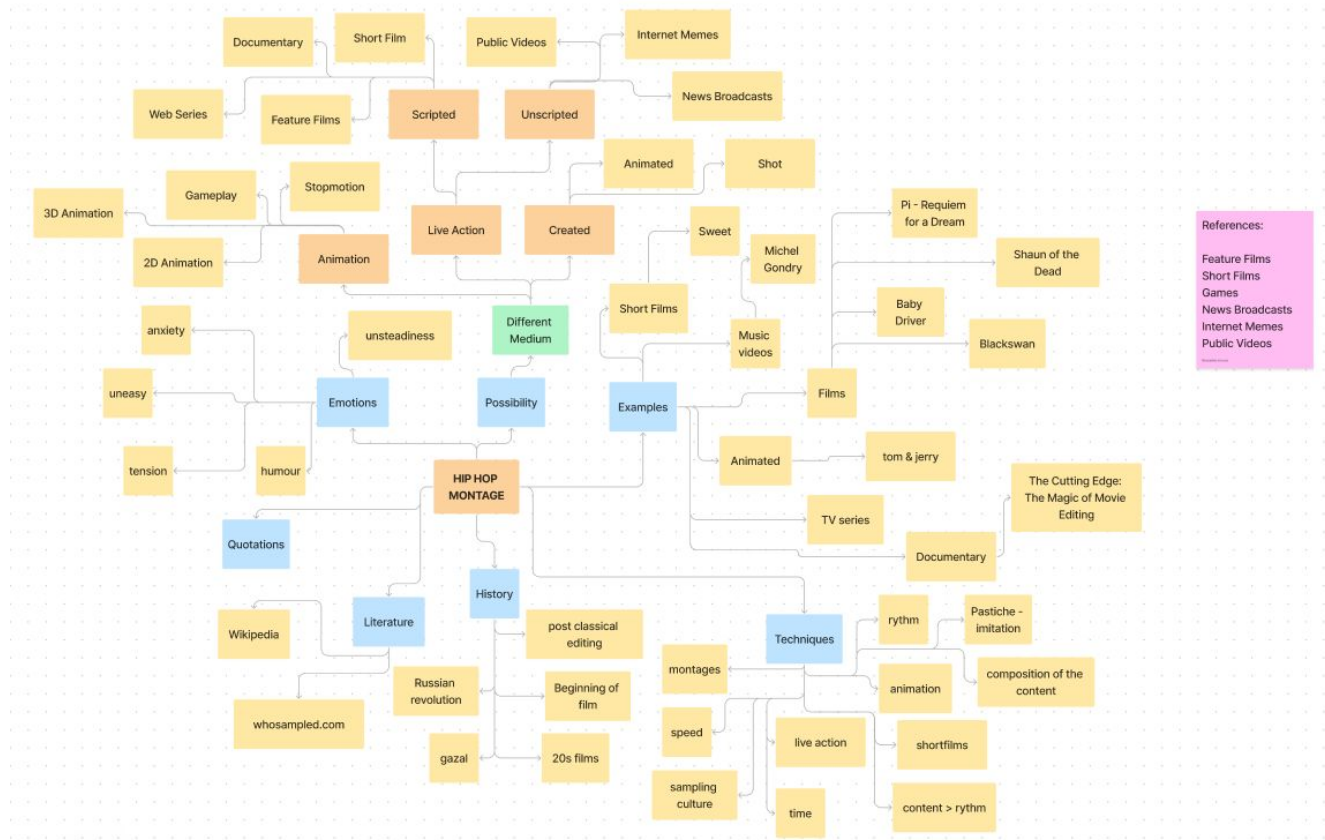 Documentary
Short Film
Public Videos
Internet Memes
Web Series
Feature Films
Scripted
Unscripted
News Broadcasts
Animated
Shot
3D Animation
Gameplay
Stopmotion
2D Animation
Animation
Live Action
Created
Sweet
Michel
Gondry
Pi - Requiem
for a Dream
Shaun of the
Dead
References:
Feature Films
Short Films
Games
News Broadcasts
Internet Memes
Public Videos
anxiety
unsteadiness
Different
Medium
Short Films
Music
videos
Baby
Driver
Blackswan
uneasy
Emotions
Possibility
Examples
Films
tension
humour
HIP HOP
MONTAGE
Animated
tom & jerry
The Cutting Edge:
The Magic of Movie
Editing
Quotations
TV series
Documentary
Wikipedia
Literature
History
post classical
editing
Techniques
rythm
Pastiche -
imitation
montages
Russian
revolution
Beginning of
film
animation
composition of the
content
whosampled.com
gazal
20s films
speed
live action
shortfilms
sampling
culture
time
content > rythm